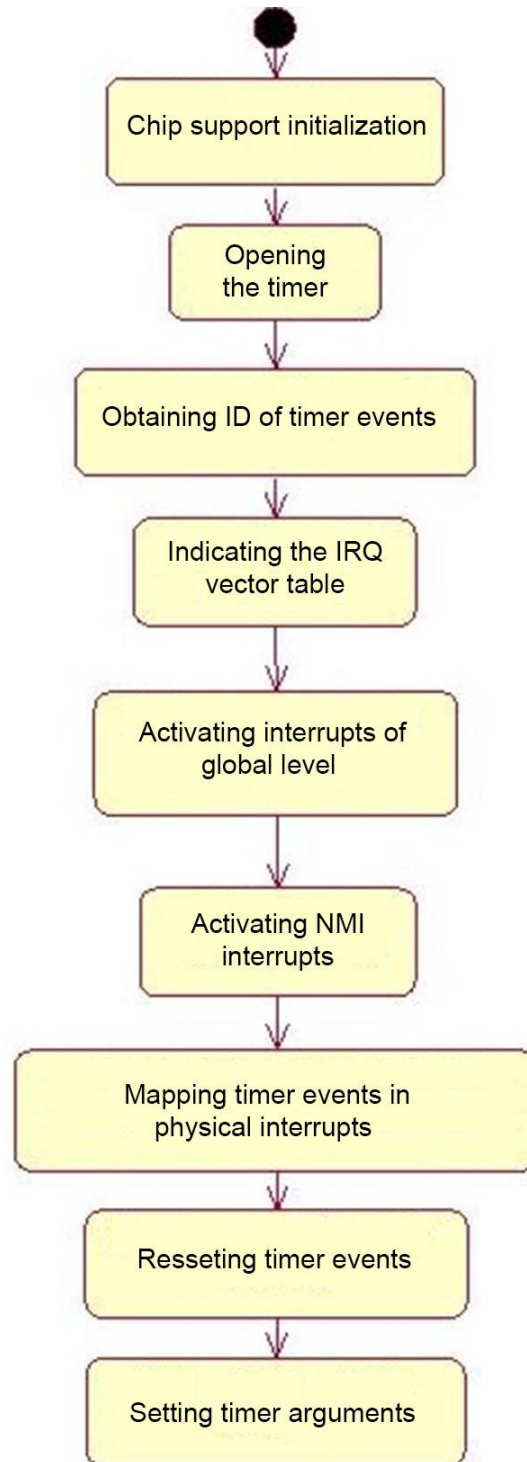 Chip support initialization
Opening
the timer
Obtaining ID of timer events
Indicating the IRQ
vector table
Activating interrupts of
global level
Activating NMI
interrupts
Mapping timer events in
physical interrupts
Resseting timer events
Setting timer arguments